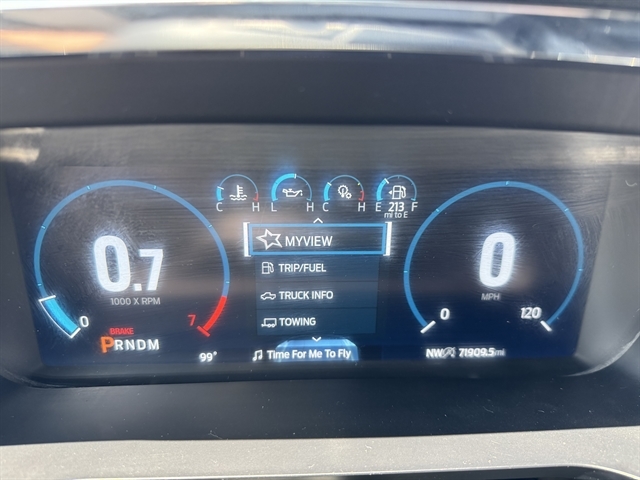 C H L H C H E F
213
mi to E
MYVIEW
TRIP/FUEL
TRUCK INFO
TOWING
0.7
1000 X RPM
0 7
BRAKE
PRNDM
0
MPH
0 120
99° Time For Me To Fly NW 71909.5 mi